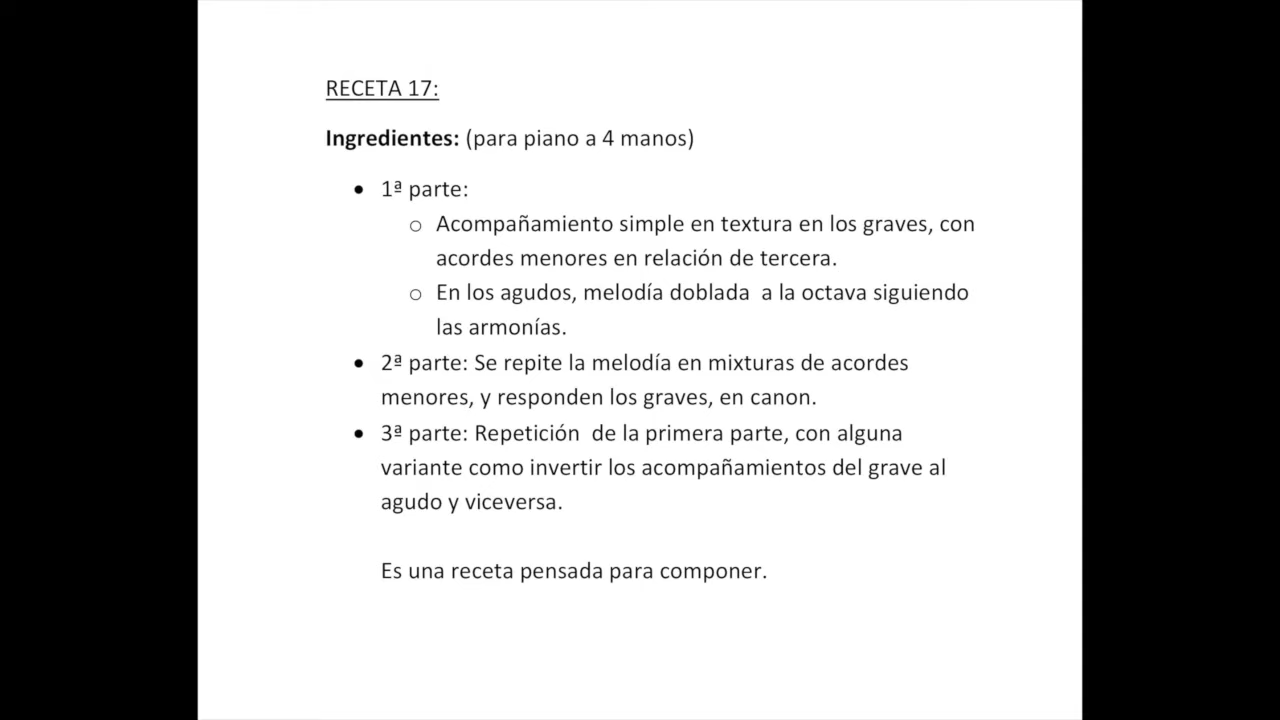 RECETA 17:
Ingredientes: (para piano a 4 manos)
• 1ª parte:
o Acompañamiento simple en textura en los graves, con
acordes menores en relación de tercera.
o En los agudos, melodía doblada  a la octava siguiendo
las armonías.
• 2ª parte: Se repite la melodía en mixturas de acordes
menores, y responden los graves, en canon.
• 3ª parte: Repetición  de la primera parte, con alguna
variante como invertir los acompañamientos del grave al
agudo y viceversa.
Es una receta pensada para componer.